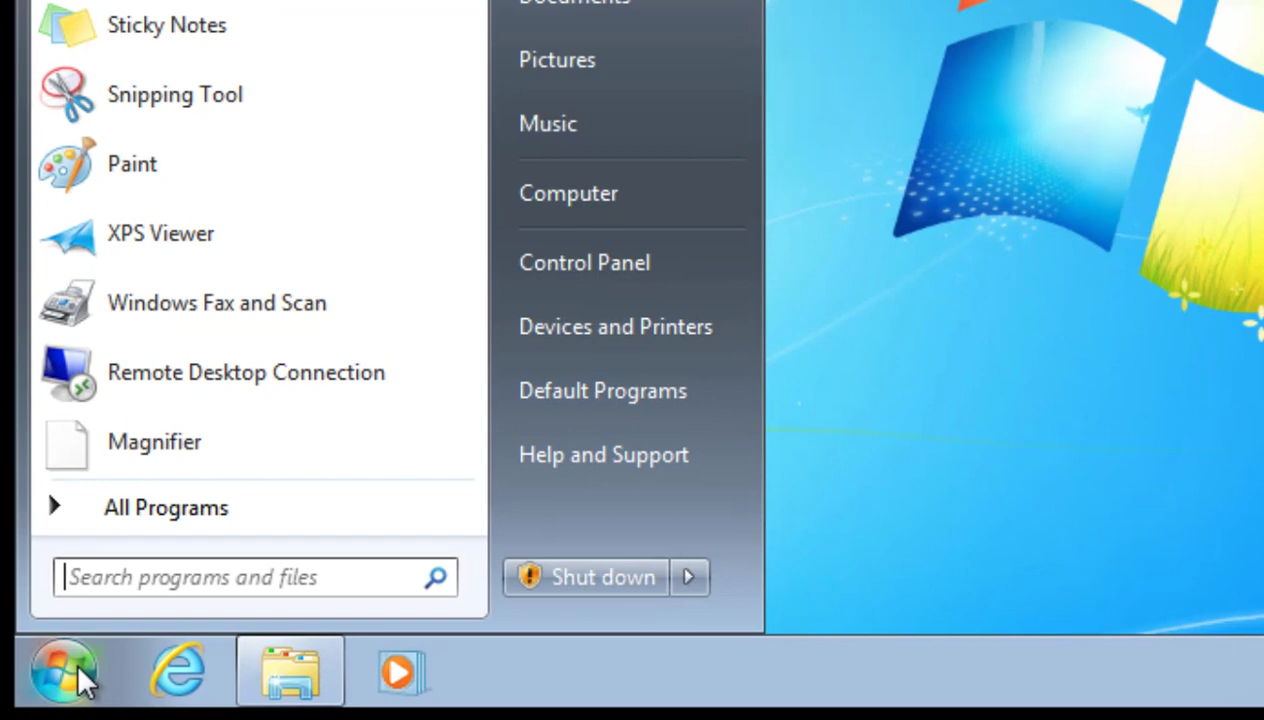 Sticky Notes
Snipping Tool
Paint
XPS Viewer
Windows Fax and Scan
Remote Desktop Connection
Magnifier
All Programs
Search programs and files
Documents
Pictures
Music
Computer
Control Panel
Devices and Printers
Default Programs
Help and Support
Shut down